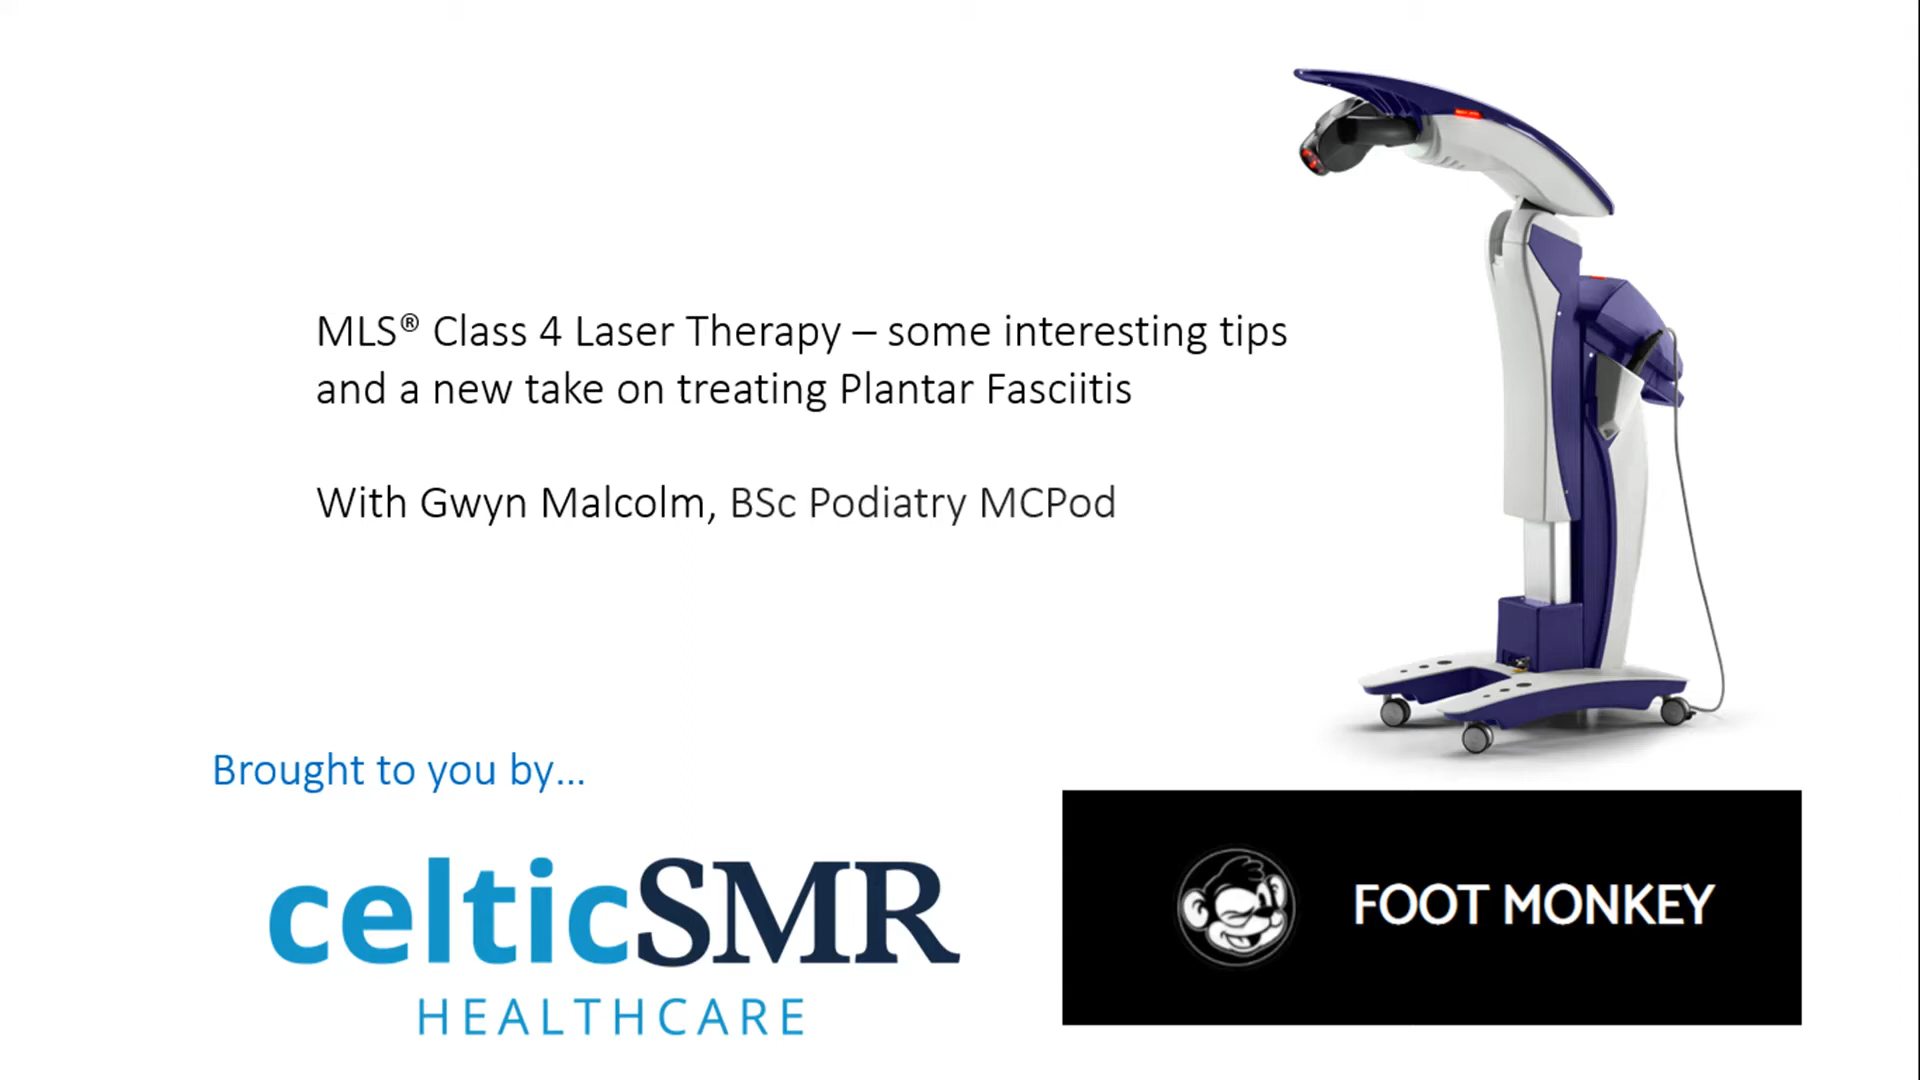 MLS® Class 4 Laser Therapy – some interesting tips
and a new take on treating Plantar Fasciitis
With Gwyn Malcolm, BSc Podiatry MCPod
Brought to you by...
celticSMR
HEALTHCARE
FOOT MONKEY